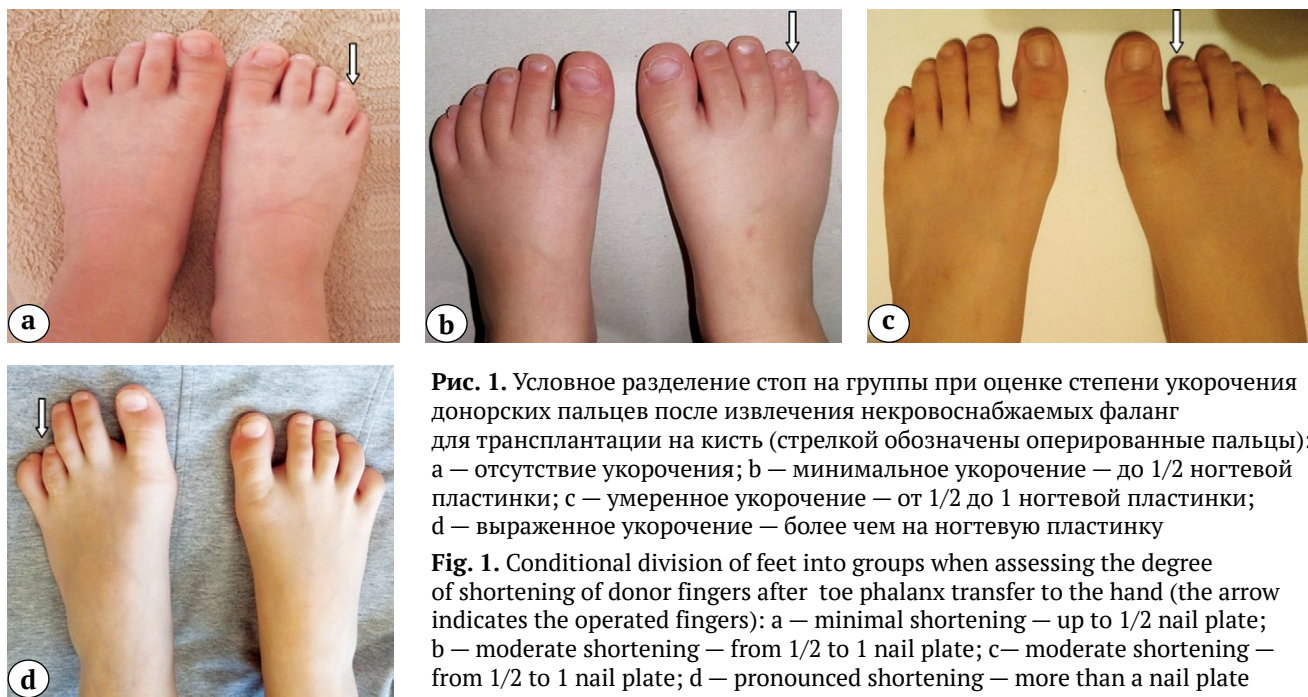 a
b
c
d
Рис. 1. Условное разделение стоп на группы при оценке степени укорочения
донорских пальцев после извлечения некровоснабжаемых фаланг
для трансплантации на кисть (стрелкой обозначены оперированные пальцы):
a — отсутствие укорочения; b — минимальное укорочение — до 1/2 ногтевой
пластинки; c — умеренное укорочение — от 1/2 до 1 ногтевой пластинки;
d — выраженное укорочение — более чем на ногтевую пластинку
Fig. 1. Conditional division of feet into groups when assessing the degree
of shortening of donor fingers after toe phalanx transfer to the hand (the arrow
indicates the operated fingers): a — minimal shortening — up to 1/2 nail plate;
b — moderate shortening — from 1/2 to 1 nail plate; c— moderate shortening —
from 1/2 to 1 nail plate; d — pronounced shortening — more than a nail plate